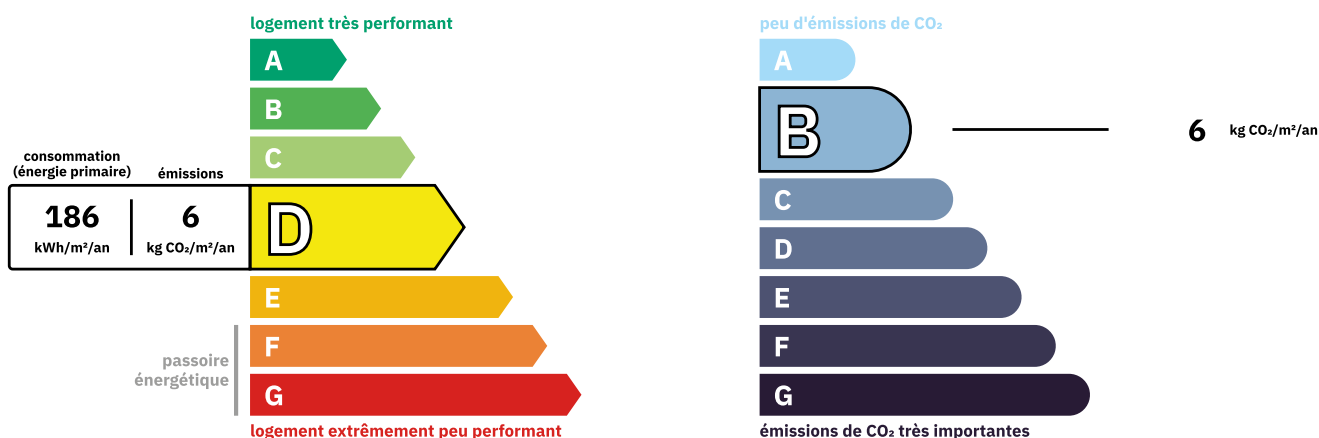 logement très performant
A
B
C
consommation
(énergie primaire)
émissions
186
kWh/m²/an
6
kg CO₂/m²/an
D
E
F
G
passoire
énergétique
logement extrêmement peu performant
peu d'émissions de CO₂
A
B
6 kg CO₂/m²/an
C
D
E
F
G
émissions de CO₂ très importantes